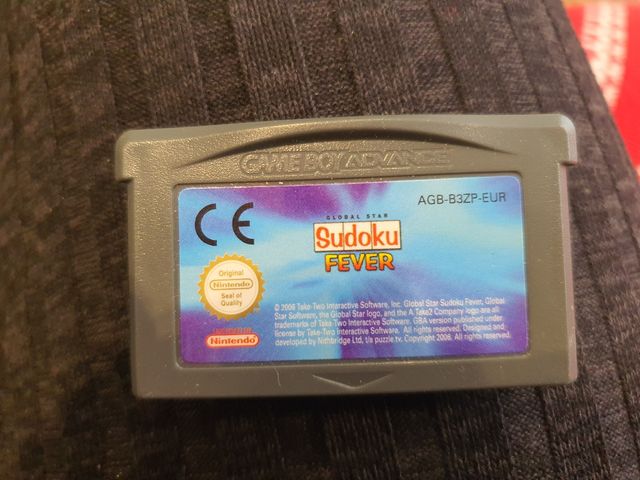 GAME BOY ADVANCE
AGB-B3ZP-EUR
CE
GLOBAL STAR
Sudoku
FEVER
Original
Nintendo
Seal of
Quality
Nintendo
© 2006 Take-Two Interactive Software, Inc. Global Star Sudoku Fever, Global
Star Software, the Global Star logo, and the A Take2 Company logo are all
trademarks of Take-Two Interactive Software. GBA version published under
license by Take-Two Interactive Software. All rights reserved. Designed and
developed by Nithbridge Ltd, t/a puzzle tv. Copyright 2006. All rights reserved.